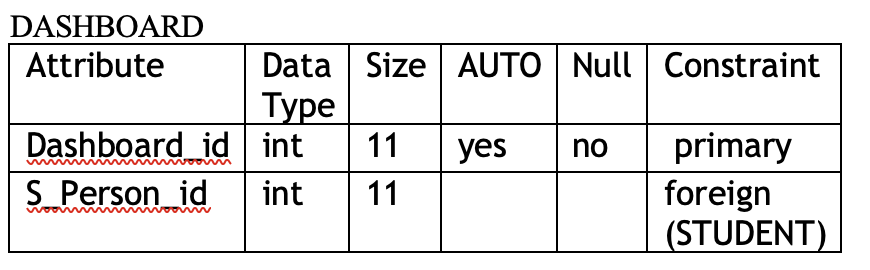 DASHBOARD
Attribute Data Size AUTO Null Constraint
Type
Dashboard_id int 11 yes no primary
S_Person_id int 11 foreign
(STUDENT)